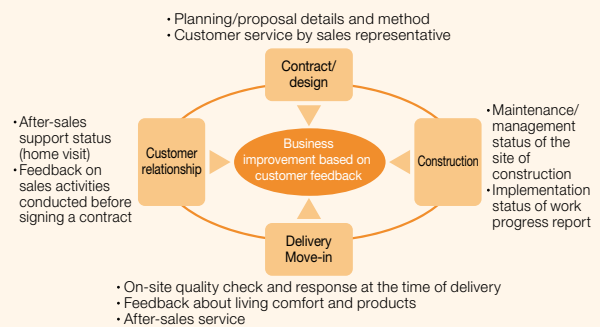 • Planning/proposal details and method
• Customer service by sales representative
Contract/
design
• After-sales
support status
(home visit)
• Feedback on
sales activities
conducted before
signing a contract
Customer
relationship
Business
improvement based on
customer feedback
Construction
• Maintenance/
management
status of the
site of
construction
• Implementation
status of work
progress report
Delivery
Move-in
• On-site quality check and response at the time of delivery
• Feedback about living comfort and products
• After-sales service